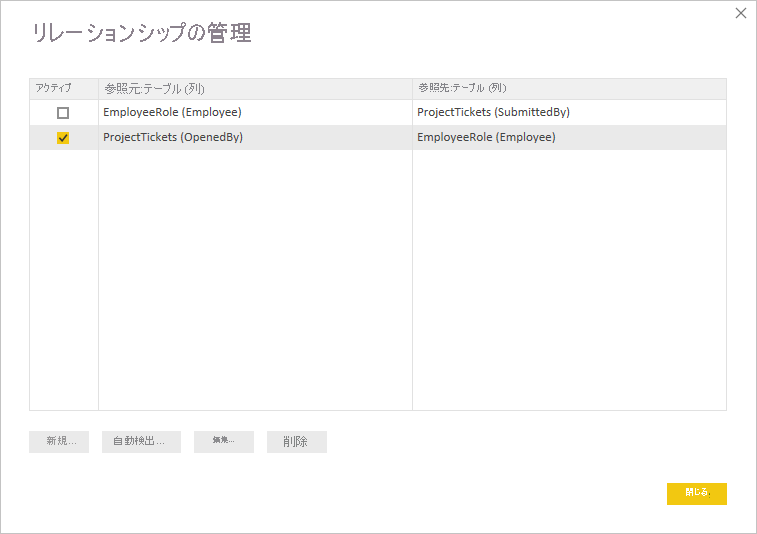 リレーションシップの管理
アクティブ 参照元:テーブル (列) 参照先:テーブル (列)
EmployeeRole (Employee) ProjectTickets (SubmittedBy)
ProjectTickets (OpenedBy) EmployeeRole (Employee)
新規... 自動検出... 編集... 削除
閉じる